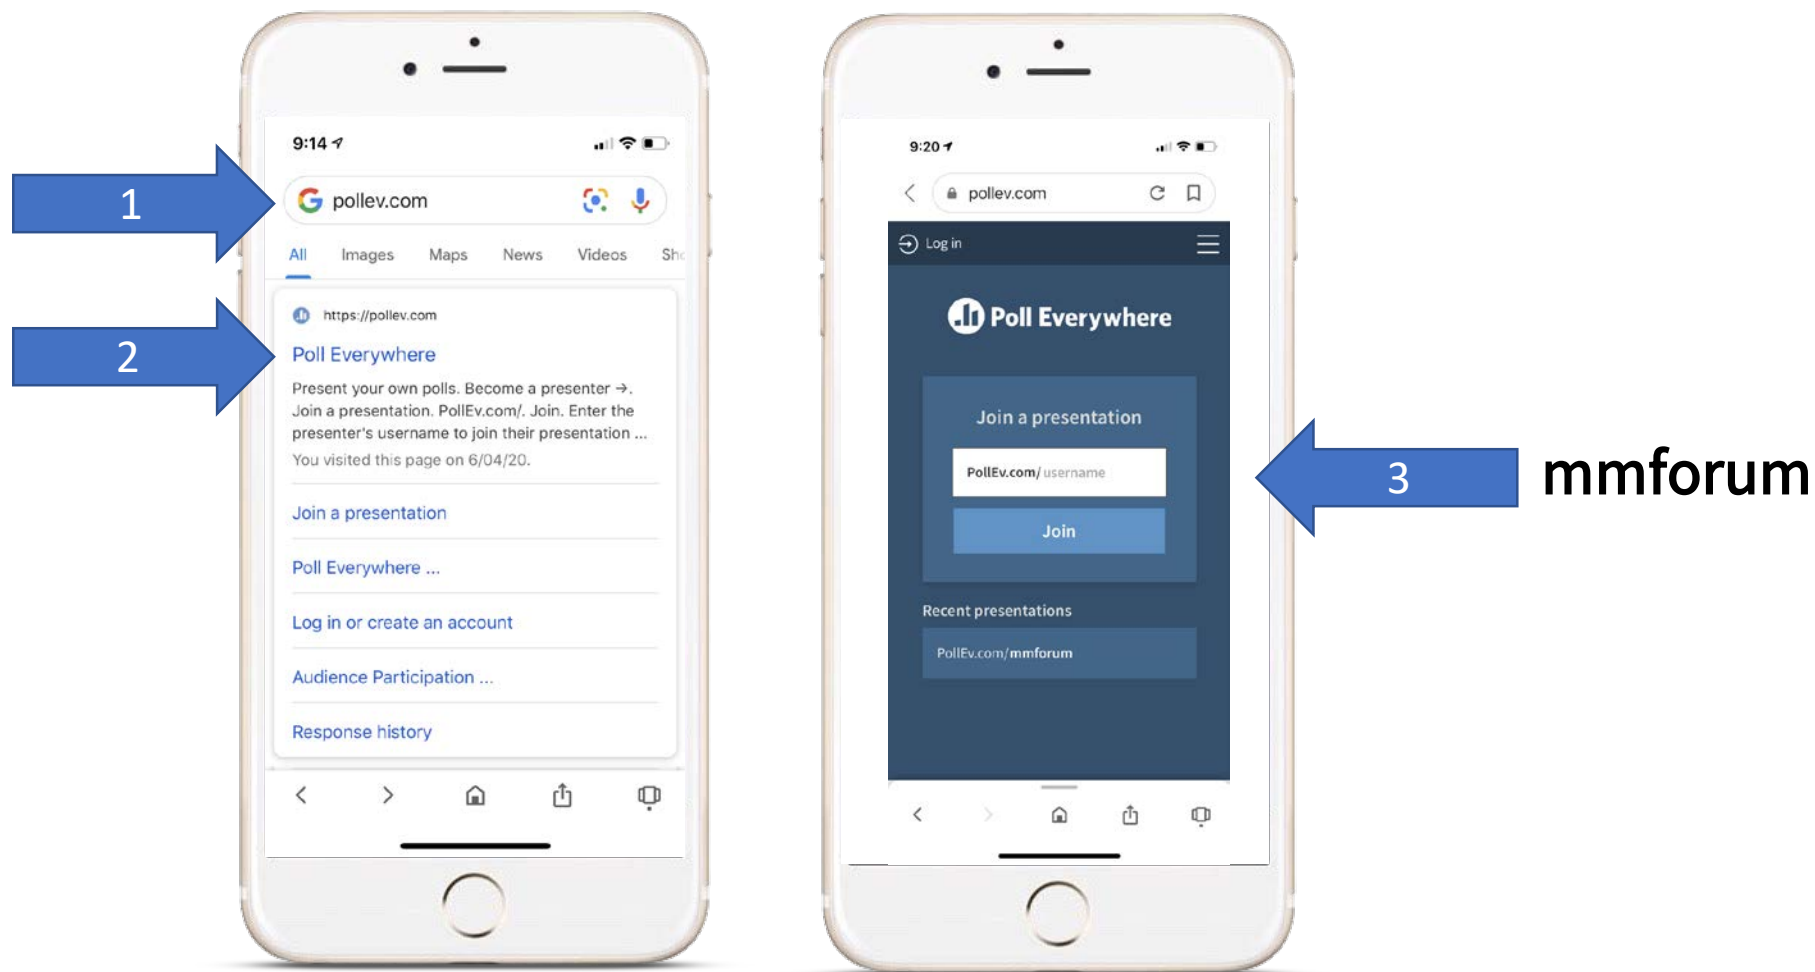 9:14
1
pollev.com
All Images Maps News Videos
2
https://pollev.com
Poll Everywhere
Present your own polls. Become a presenter →.
Join a presentation. PollEv.com/. Join. Enter the
presenter's username to join their presentation ...
You visited this page on 6/04/20.
Join a presentation
Poll Everywhere ...
Log in or create an account
Audience Participation ...
Response history
9:20
pollev.com
Log in
Poll Everywhere
Join a presentation
PollEv.com/ username
Join
Recent presentations
PollEv.com/mmforum
3
mmforum